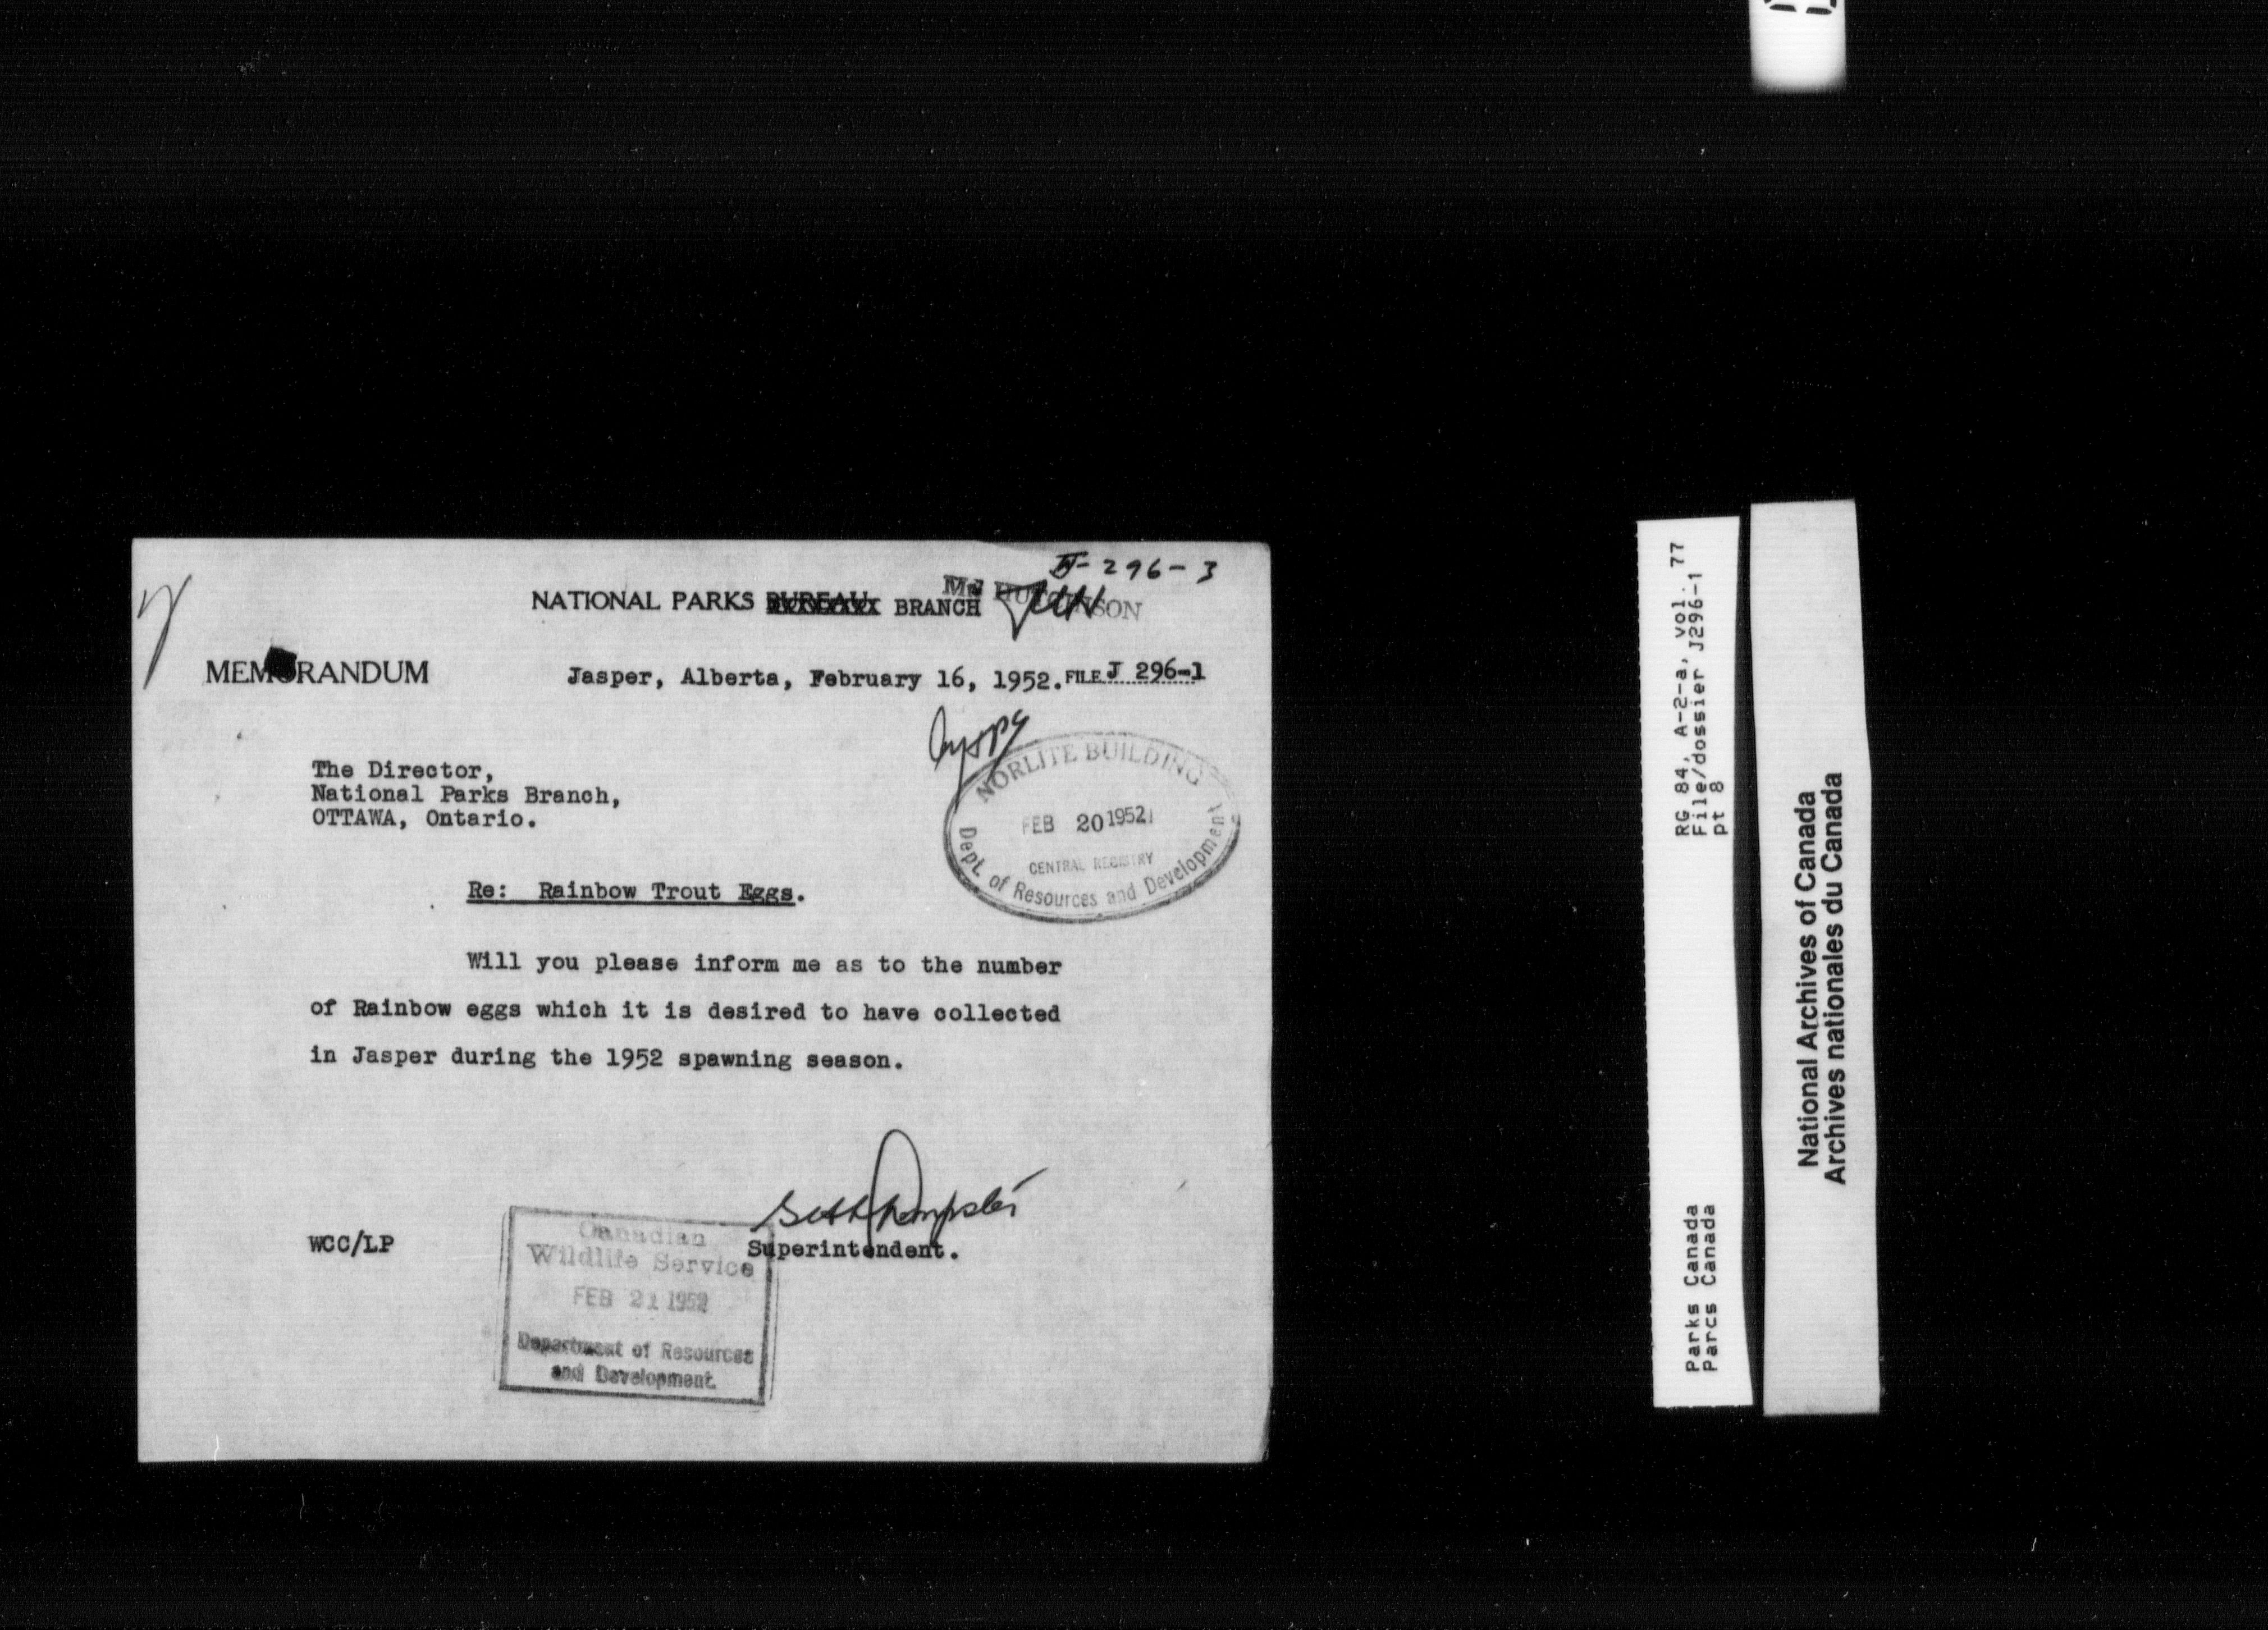 J-296-3
NATIONAL PARKS BUREAU BRANCH
MR HUTCHINSON
MEMORANDUM
Jasper, Alberta, February 16, 1952. FILE J 296-1
The Director,
National Parks Branch,
OTTAWA, Ontario.
NORLITE BUILDING
FEB 20 1952
CENTRAL REGISTRY
Dept. of Resources and Development
Re: Rainbow Trout Eggs.
Will you please inform me as to the number
of Rainbow eggs which it is desired to have collected
in Jasper during the 1952 spawning season.
WCC/LP
Superintendent.
Canadian
Wildlife Service
FEB 21 1952
Department of Resources
and Development.
RG 84, A-2-a, vol. 77
File/dossier J296-1
pt 8
Parks Canada
Parcs Canada
National Archives of Canada
Archives nationales du Canada